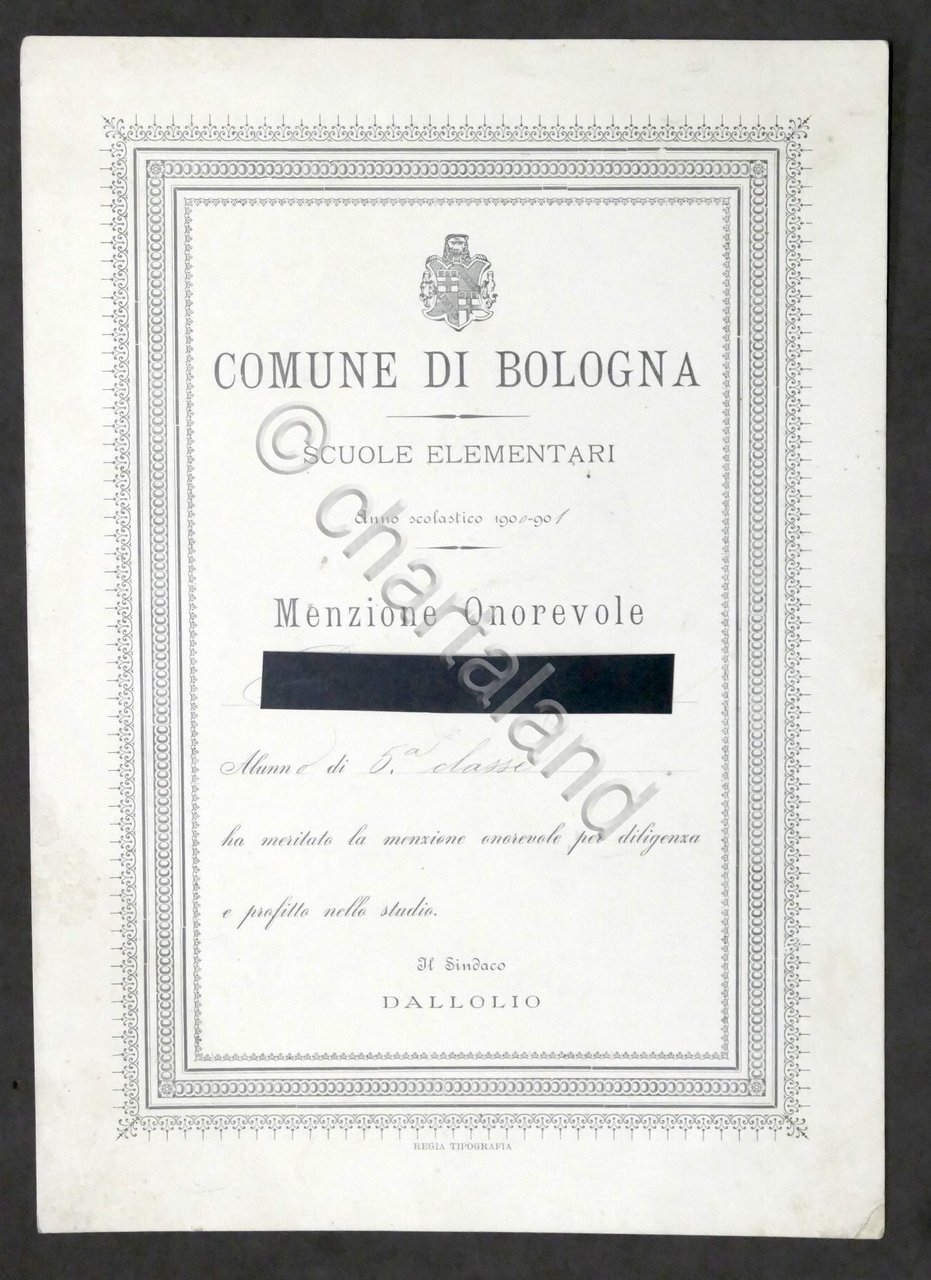 COMUNE DI BOLOGNA
SCUOLE ELEMENTARI
Anno scolastico 1900-901
Menzione Onorevole
Alunno di 5.a classe
ha meritato la menzione onorevole per diligenza
e profitto nello studio.
Il Sindaco
DALLOLIO
REGIA TIPOGRAFIA
© chartaland